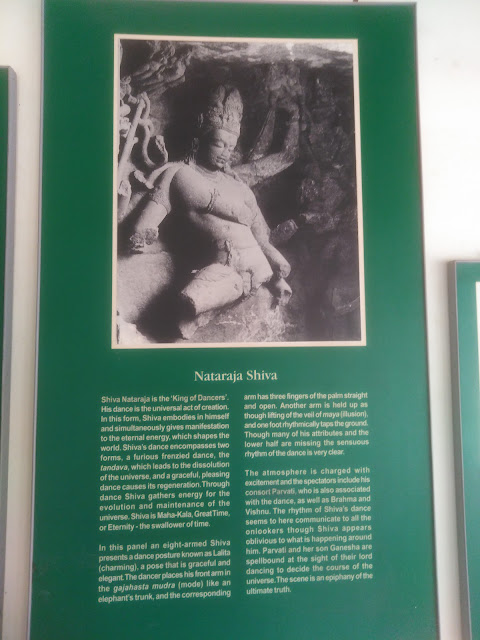 Nataraja Shiva
Shiva Nataraja is the 'King of Dancers'.
His dance is the universal act of creation.
In this form, Shiva embodies in himself
and simultaneously gives manifestation
to the eternal energy, which shapes the
world. Shiva's dance encompasses two
forms, a furious frenzied dance, the
tandava, which leads to the dissolution
of the universe, and a graceful, pleasing
dance causes its regeneration. Through
dance Shiva gathers energy for the
evolution and maintenance of the
universe. Shiva is Maha-Kala, Great Time,
or Eternity - the swallower of time.
In this panel an eight-armed Shiva
presents a dance posture known as Lalita
(charming), a pose that is graceful and
elegant. The dancer places his front arm in
the gajahasta mudra (mode) like an
elephant's trunk, and the corresponding
arm has three fingers of the palm straight
and open. Another arm is held up as
though lifting of the veil of maya (illusion),
and one foot rhythmically taps the ground.
Though many of his attributes and the
lower half are missing the sensuous
rhythm of the dance is very clear.
The atmosphere is charged with
excitement and the spectators include his
consort Parvati, who is also associated
with the dance, as well as Brahma and
Vishnu. The rhythm of Shiva's dance
seems to here communicate to all the
onlookers though Shiva appears
oblivious to what is happening around
him. Parvati and her son Ganesha are
spellbound at the sight of their lord
dancing to decide the course of the
universe. The scene is an epiphany of the
ultimate truth.